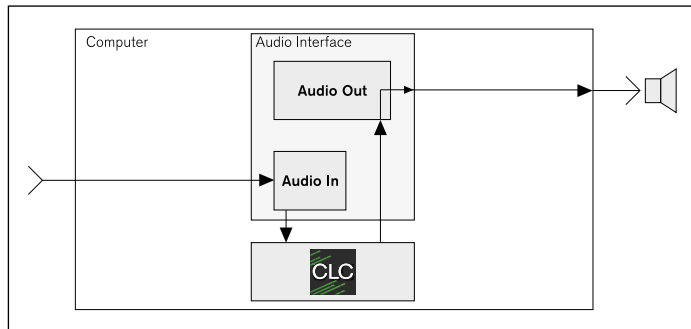 Computer
Audio Interface
Audio Out
Audio In
CLC